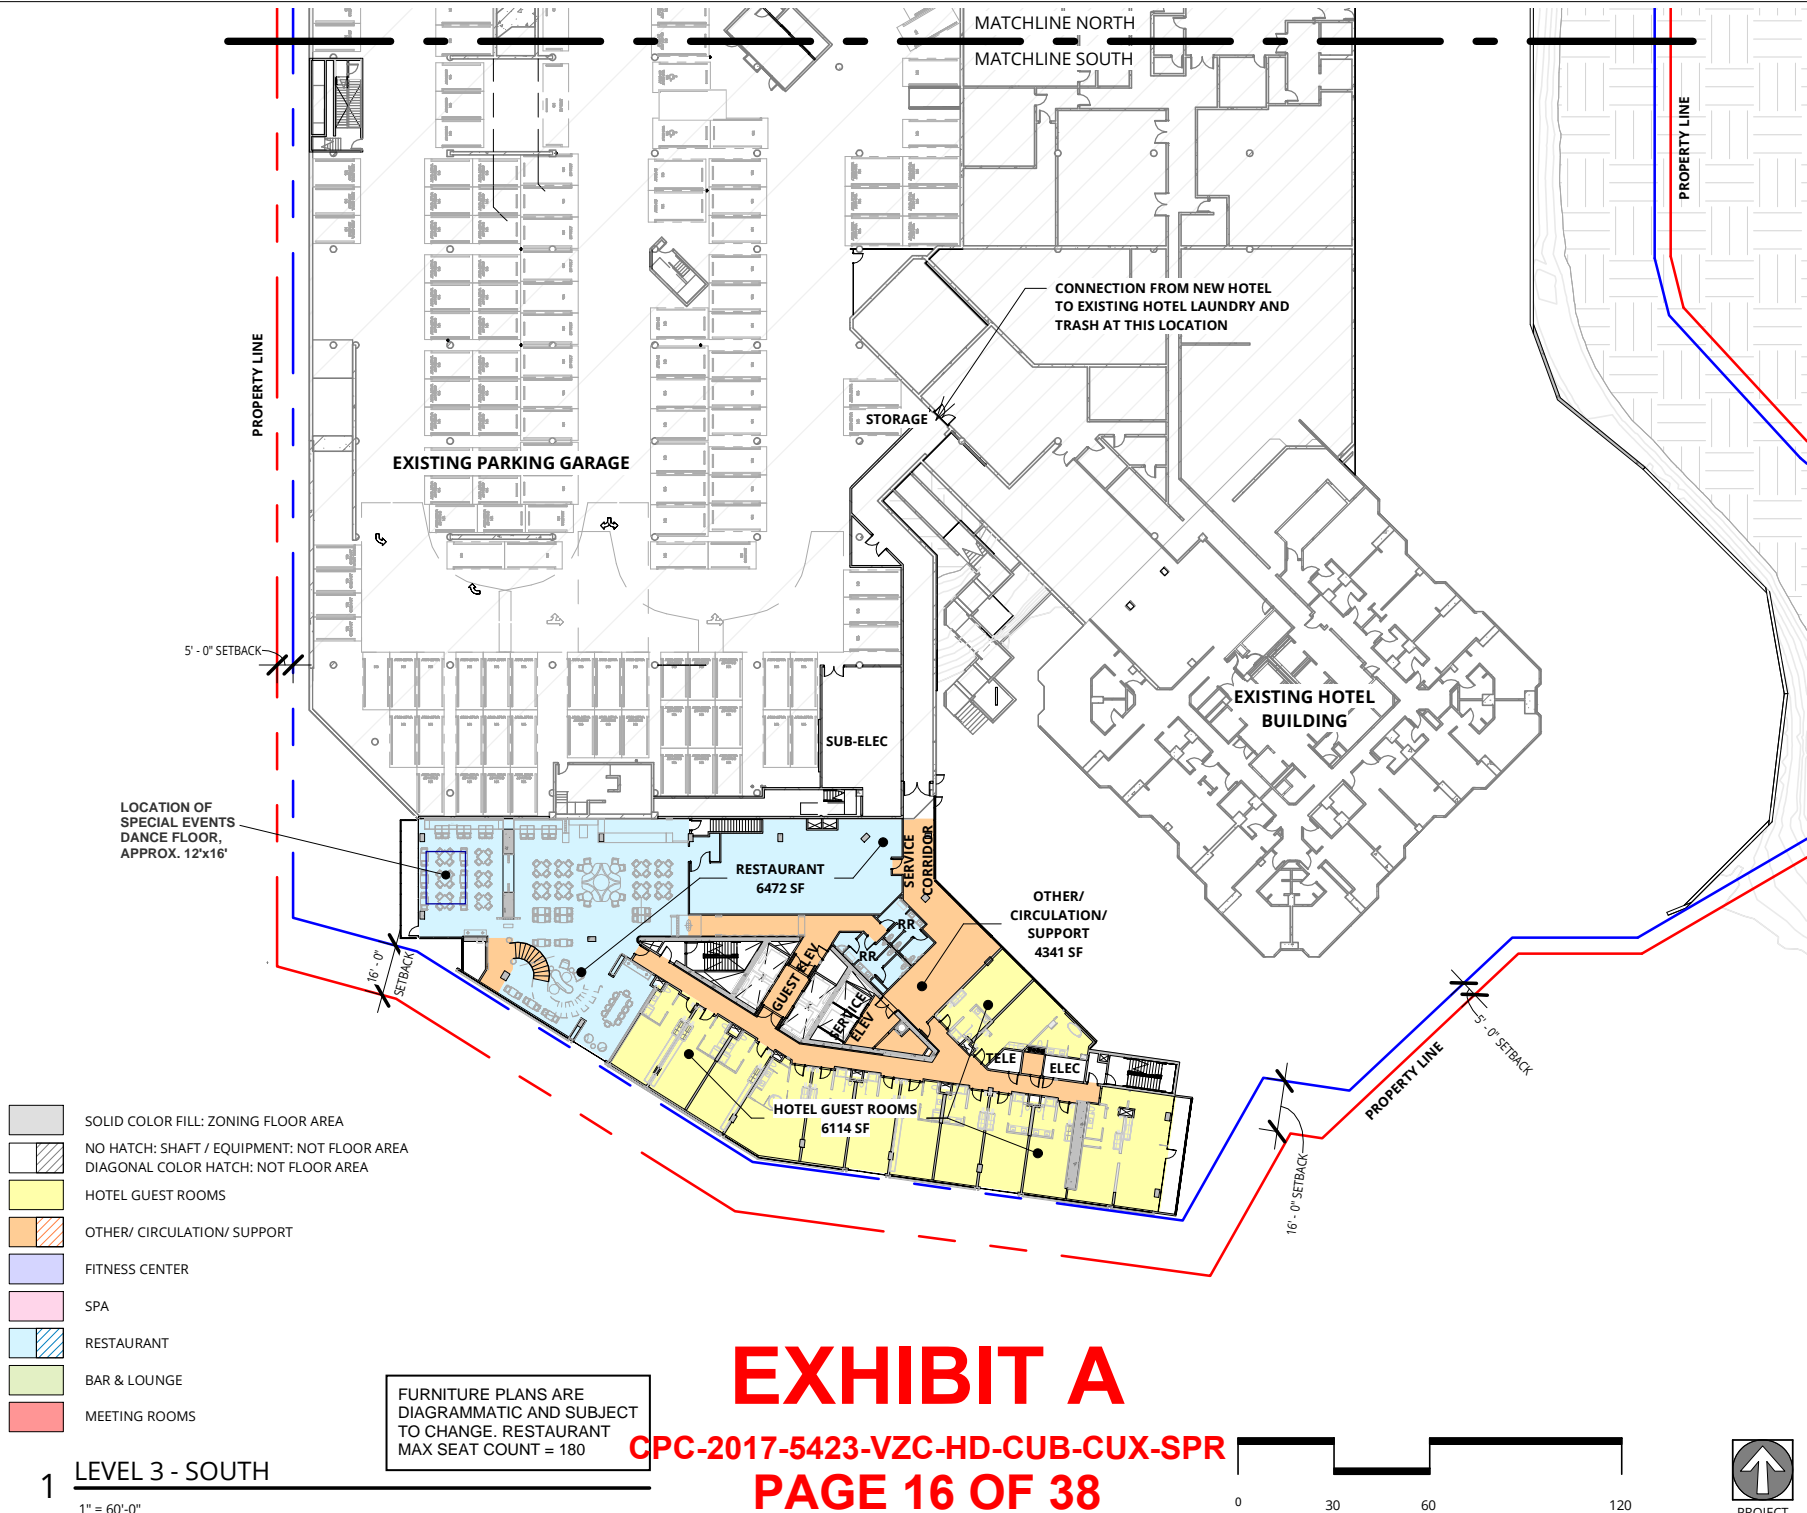 MATCHLINE NORTH
MATCHLINE SOUTH
PROPERTY LINE
PROPERTY LINE
CONNECTION FROM NEW HOTEL
TO EXISTING HOTEL LAUNDRY AND
TRASH AT THIS LOCATION
STORAGE
EXISTING PARKING GARAGE
5' - 0" SETBACK
EXISTING HOTEL
BUILDING
SUB-ELEC
LOCATION OF
SPECIAL EVENTS
DANCE FLOOR,
APPROX. 12'x16'
RESTAURANT
6472 SF
SERVICE
CORRIDOR
OTHER/
CIRCULATION/
SUPPORT
4341 SF
RR
RR
GUEST ELEV
SERVICE
ELEV
16' - 0"
SETBACK
TELE
ELEC
HOTEL GUEST ROOMS
6114 SF
5' - 0" SETBACK
PROPERTY LINE
16' - 0" SETBACK
SOLID COLOR FILL: ZONING FLOOR AREA
NO HATCH: SHAFT / EQUIPMENT: NOT FLOOR AREA
DIAGONAL COLOR HATCH: NOT FLOOR AREA
HOTEL GUEST ROOMS
OTHER/ CIRCULATION/ SUPPORT
FITNESS CENTER
SPA
RESTAURANT
BAR & LOUNGE
MEETING ROOMS
FURNITURE PLANS ARE
DIAGRAMMATIC AND SUBJECT
TO CHANGE. RESTAURANT
MAX SEAT COUNT = 180
EXHIBIT A
CPC-2017-5423-VZC-HD-CUB-CUX-SPR
PAGE 16 OF 38
1 LEVEL 3 - SOUTH
1" = 60'-0"
0 30 60 120
PROJECT